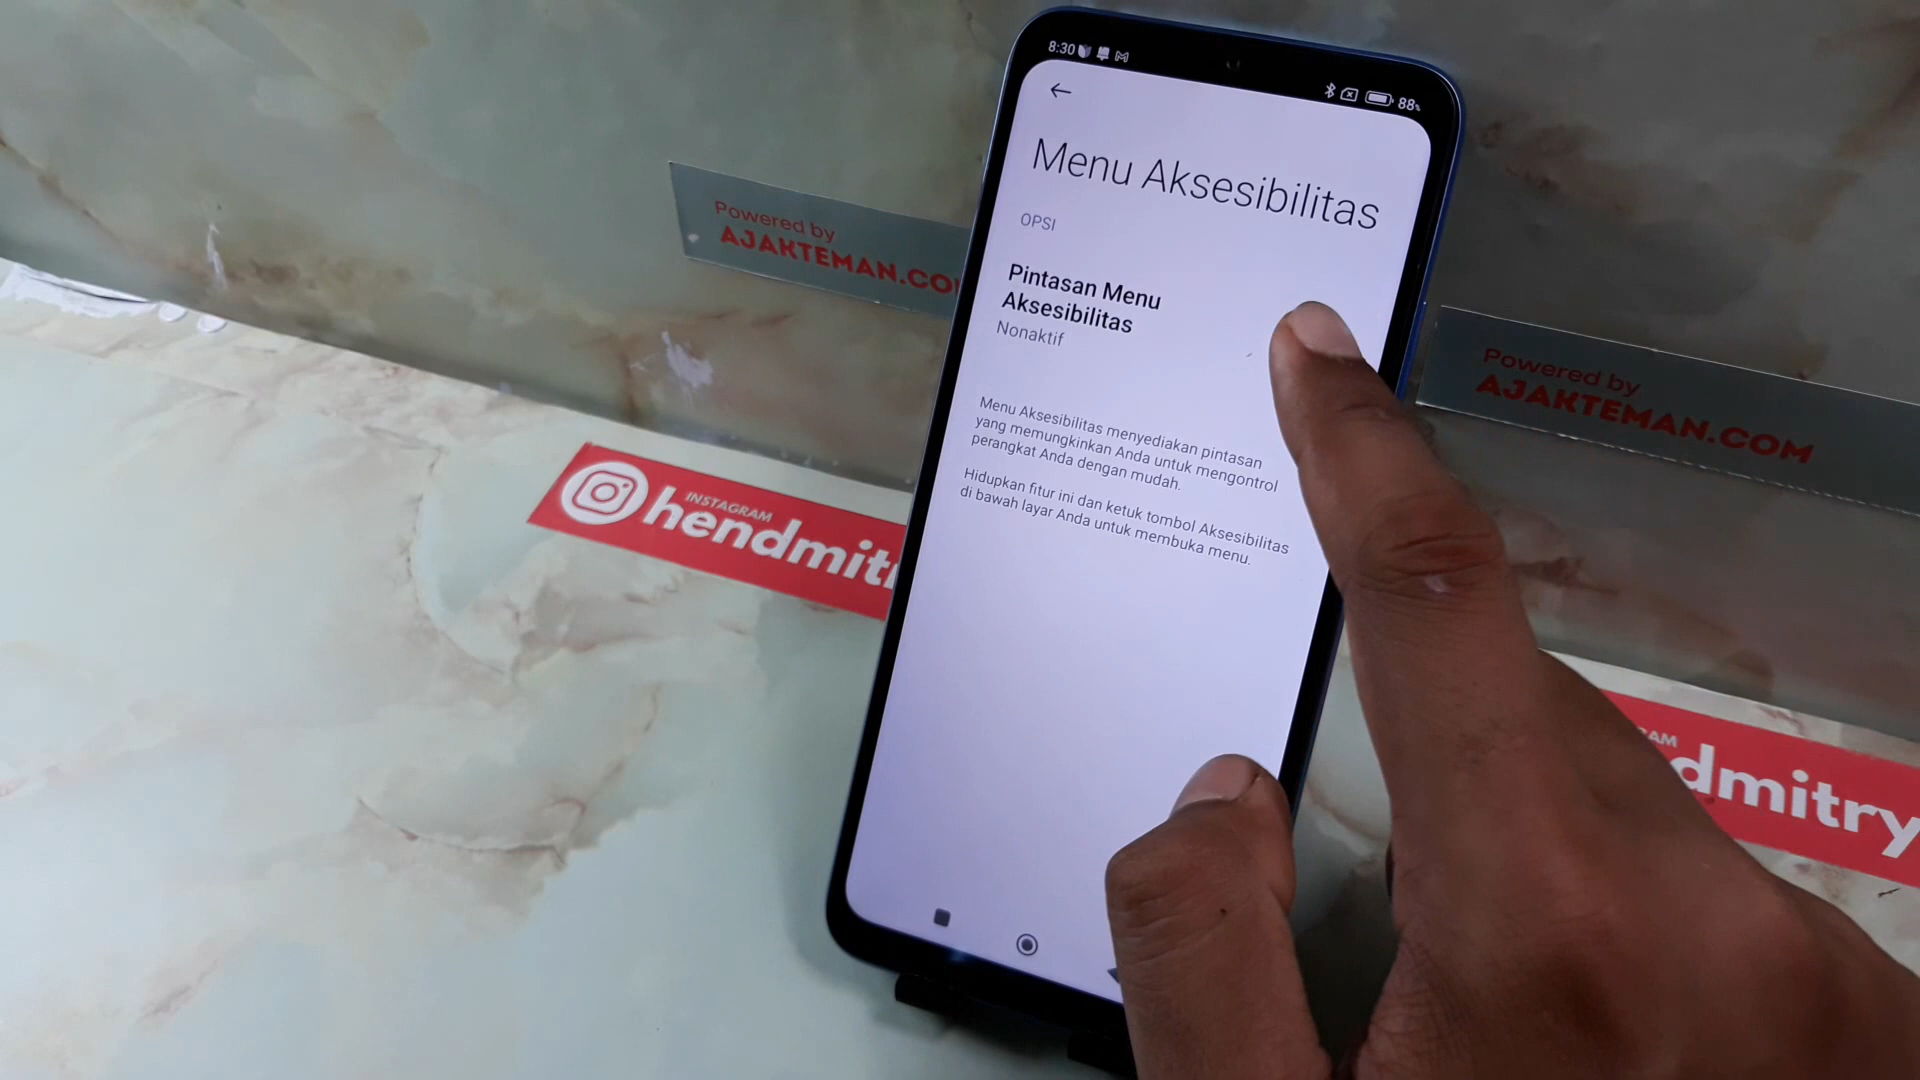 8:30
88%
Menu Aksesibilitas
OPSI
Pintasan Menu
Aksesibilitas
Nonaktif
Menu Aksesibilitas menyediakan pintasan
yang memungkinkan Anda untuk mengontrol
perangkat Anda dengan mudah.
Hidupkan fitur ini dan ketuk tombol Aksesibilitas
di bawah layar Anda untuk membuka menu.
Powered by
AJAKTEMAN.CO
Powered by
AJAKTEMAN.COM
INSTAGRAM
hendmitr
RAM
dmitry